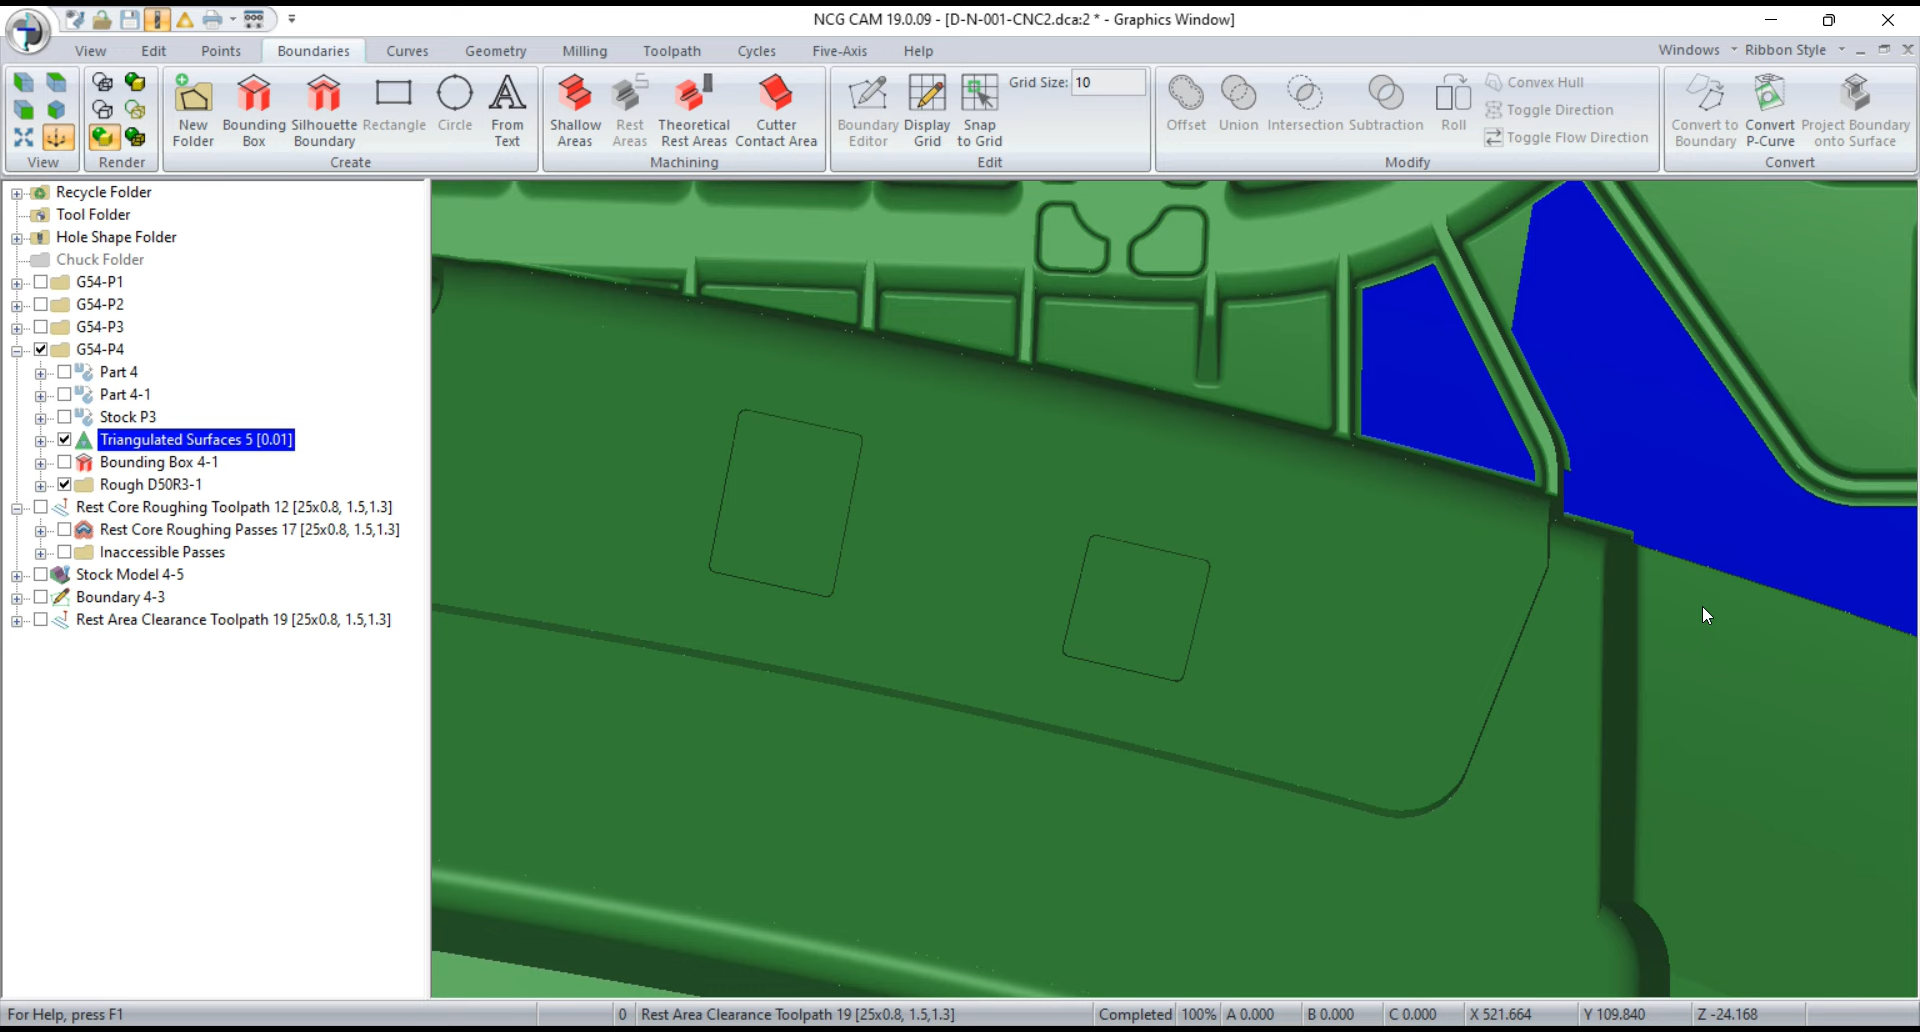 NCG CAM 19.0.09 - [D-N-001-CNC2.dca:2 * - Graphics Window]
View Edit Points Boundaries Curves Geometry Milling Toolpath Cycles Five-Axis Help Windows Ribbon Style
New Folder
Bounding Box
Silhouette Boundary
Rectangle
Circle
From Text
Shallow Areas
Rest Areas
Theoretical Rest Areas
Cutter Contact Area
Boundary Editor
Display Grid
Snap to Grid
Grid Size: 10
Offset
Union
Intersection
Subtraction
Roll
Convex Hull
Toggle Direction
Toggle Flow Direction
Convert to Boundary
Convert P-Curve
Project Boundary onto Surface
View Render Create Machining Edit Modify Convert
Recycle Folder
Tool Folder
Hole Shape Folder
Chuck Folder
G54-P1
G54-P2
G54-P3
G54-P4
Part 4
Part 4-1
Stock P3
Triangulated Surfaces 5 [0.01]
Bounding Box 4-1
Rough D50R3-1
Rest Core Roughing Toolpath 12 [25x0.8, 1.5,1.3]
Rest Core Roughing Passes 17 [25x0.8, 1.5,1.3]
Inaccessible Passes
Stock Model 4-5
Boundary 4-3
Rest Area Clearance Toolpath 19 [25x0.8, 1.5,1.3]
For Help, press F1 0 Rest Area Clearance Toolpath 19 [25x0.8, 1.5,1.3] Completed 100% A 0.000 B 0.000 C 0.000 X 521.664 Y 109.840 Z -24.168